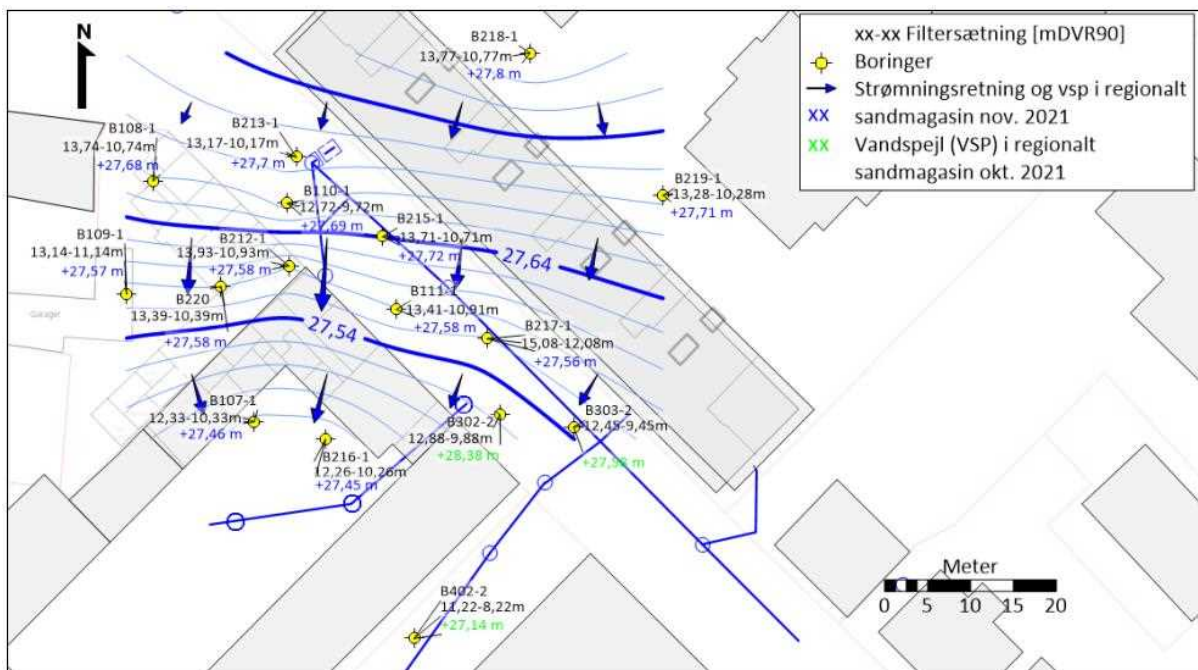 N
xx-xx Filtersætning [mDVR90]
Boringer
Strømningsretning og vsp i regionalt
XX sandmagasin nov. 2021
XX Vandspejl (VSP) i regionalt
sandmagasin okt. 2021
B218-1
13,77-10,77m
+27,8 m
B108-1
13,74-10,74m
+27,68 m
B213-1
13,17-10,17m
+27,7 m
B219-1
13,28-10,28m
+27,71 m
B110-1
12,72-9,72m
+27,69 m
B215-1
13,71-10,71m
+27,72 m
B109-1
13,14-11,14m
+27,57 m
B212-1
13,93-10,93m
+27,58 m
27,64
B220
13,39-10,39m
+27,58 m
B111-1
13,41-10,91m
+27,58 m
27,54
B217-1
15,08-12,08m
+27,56 m
B107-1
12,33-10,33m
+27,46 m
B216-1
12,26-10,26m
+27,45 m
B302-2
12,88-9,88m
+28,38 m
B303-2
12,45-9,45m
+27,98 m
B402-2
11,22-8,22m
+27,14 m
Meter
0 5 10 15 20